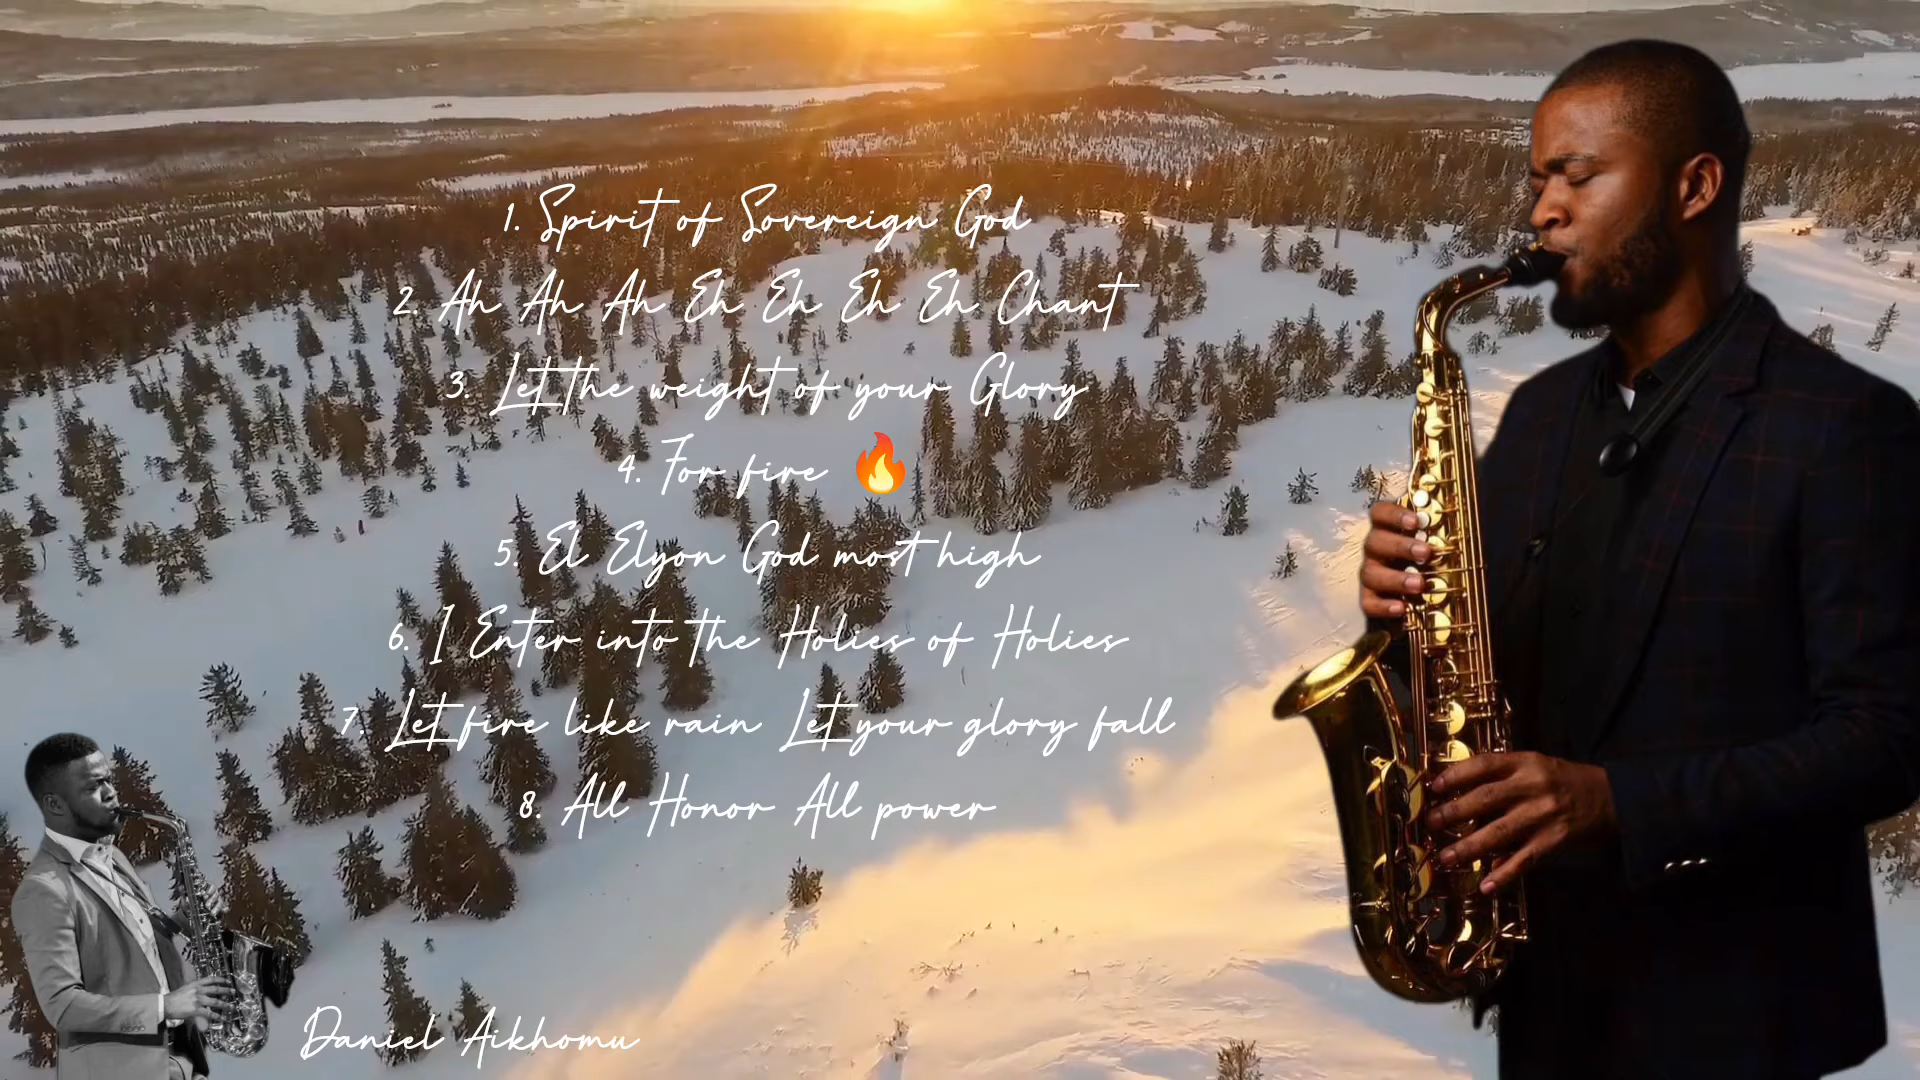 1. Spirit of Sovereign God
2. Ah Ah Ah Eh Eh Eh Eh Chant
3. Let the weight of your Glory
4. For fire 🔥
5. El Elyon God most high
6. I Enter into the Holies of Holies
7. Let fire like rain Let your glory fall
8. All Honor All power
Daniel Aikhomu